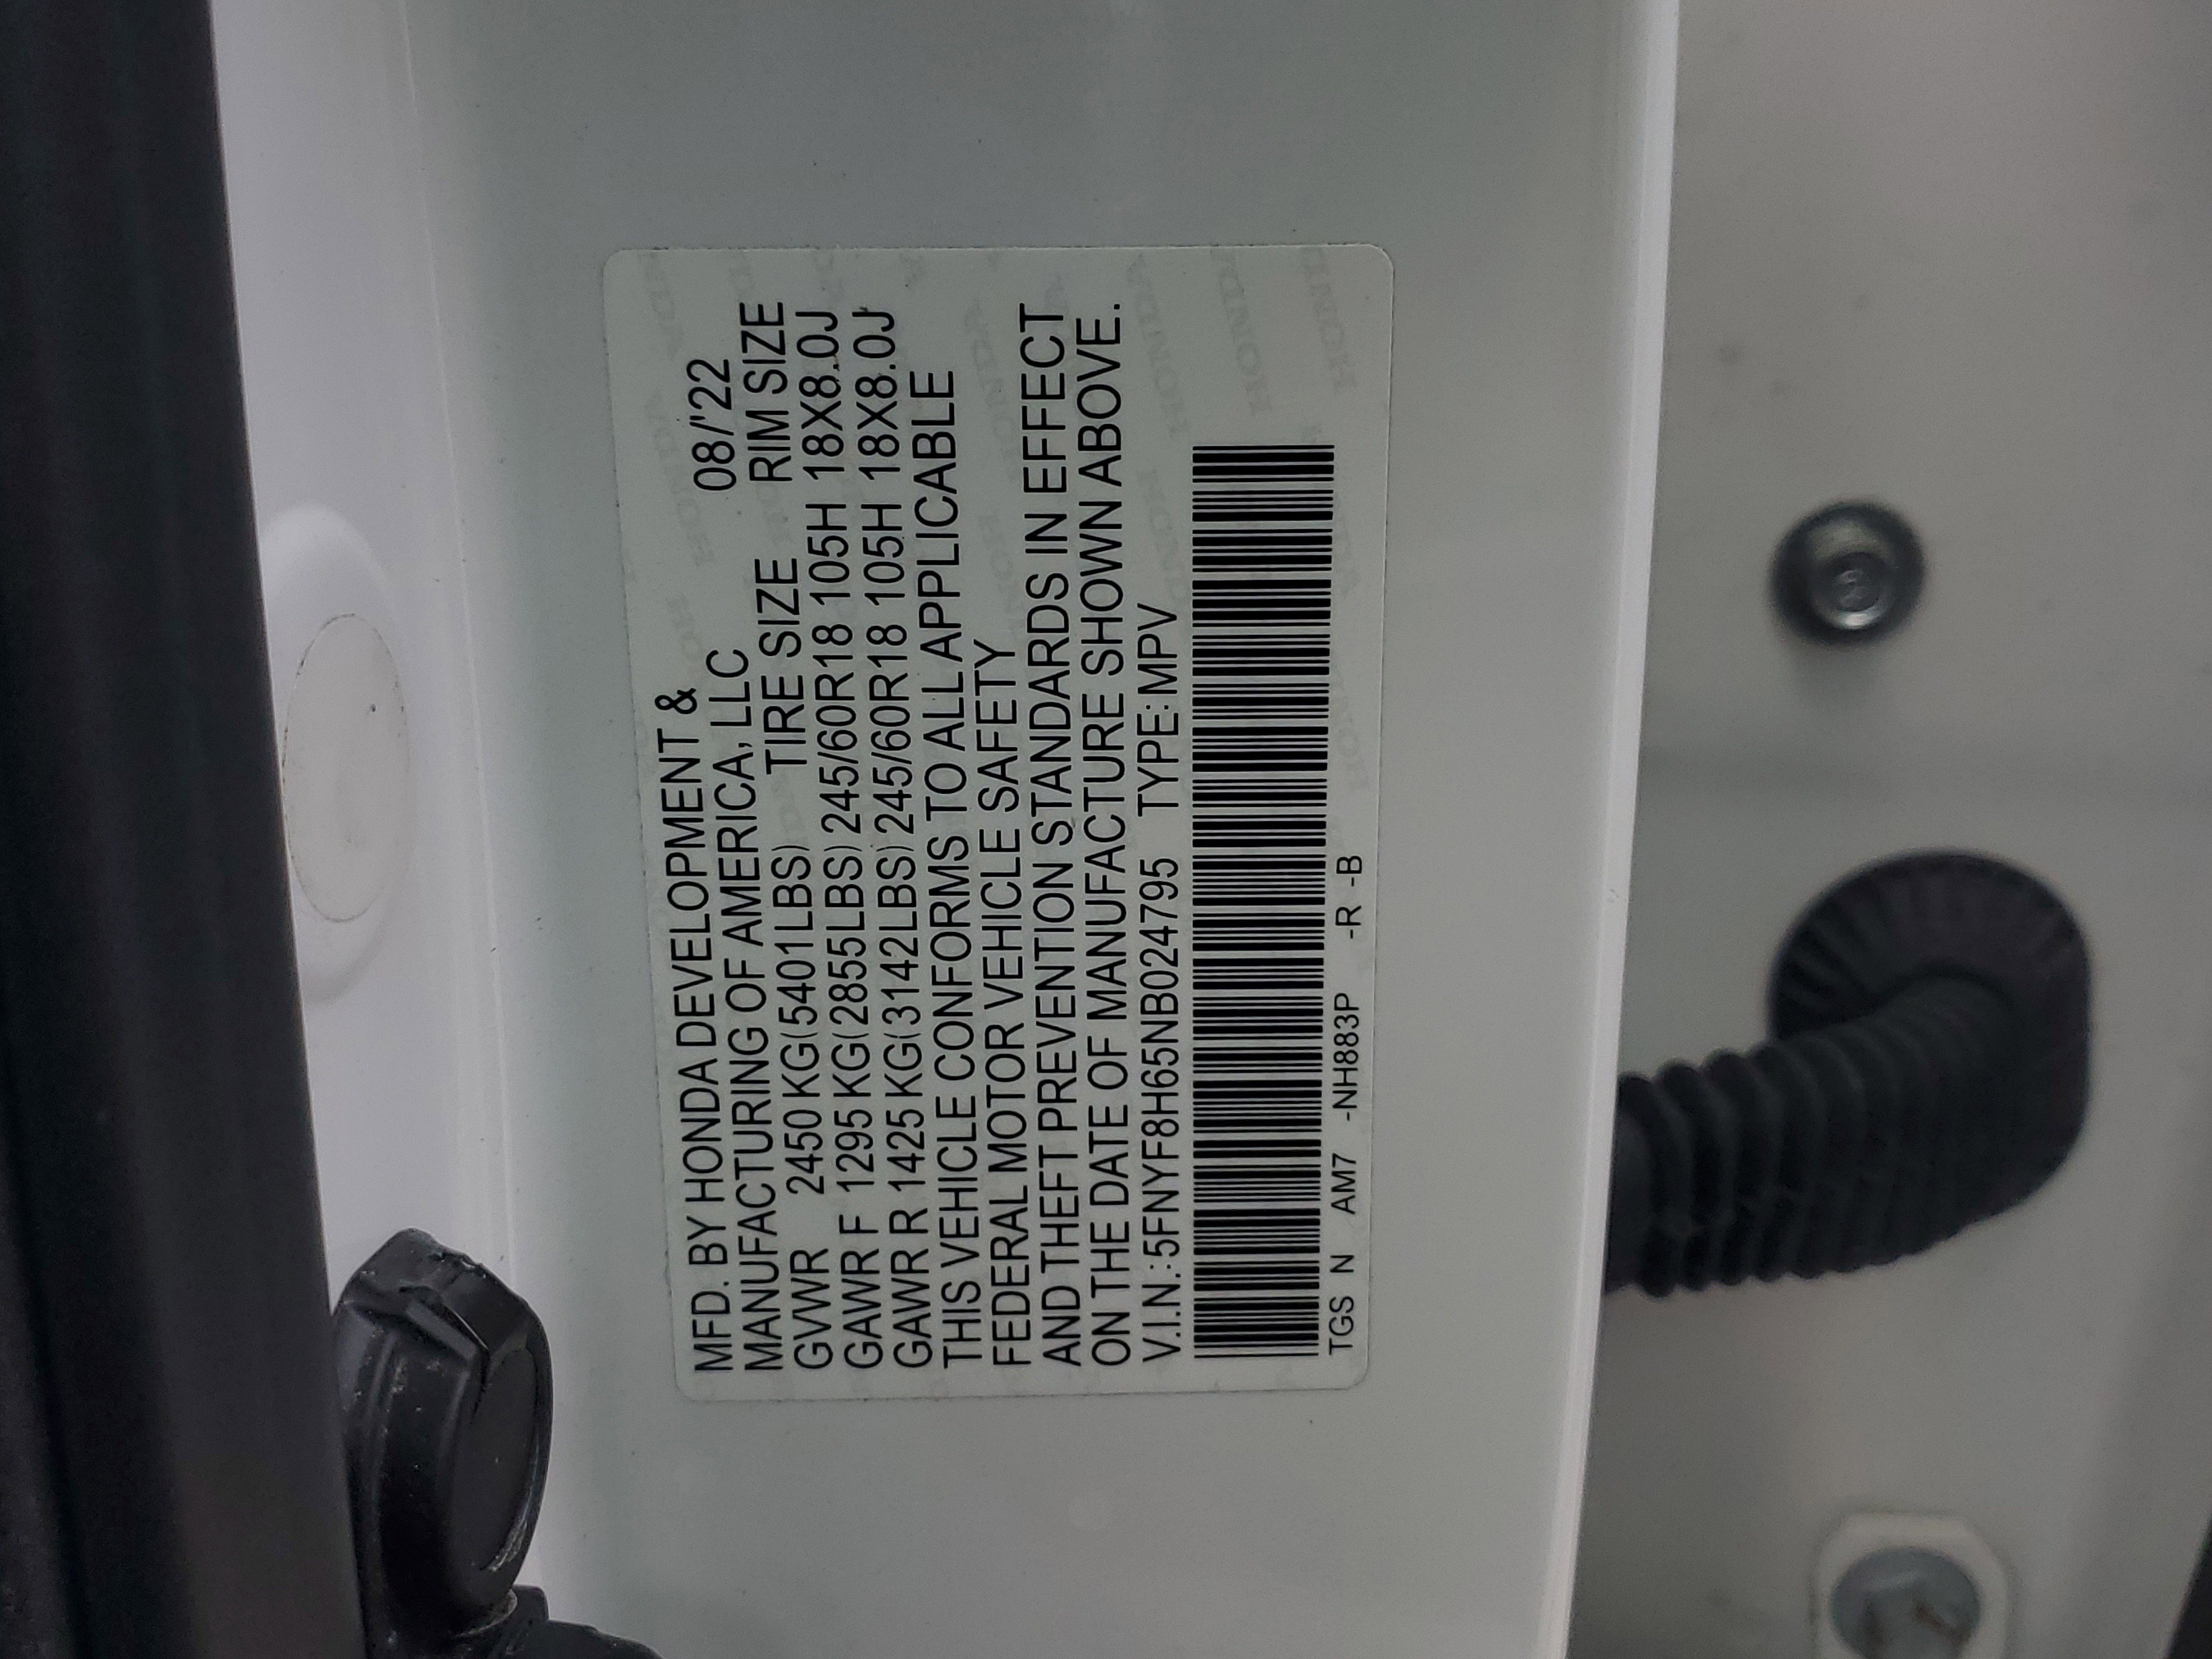 MFD. BY HONDA DEVELOPMENT &
MANUFACTURING OF AMERICA, LLC 08/'22
GVWR 2450 KG(5401LBS) TIRE SIZE RIM SIZE
GAWR F 1295 KG(2855LBS) 245/60R18 105H 18X8.0J
GAWR R 1425 KG(3142LBS) 245/60R18 105H 18X8.0J
THIS VEHICLE CONFORMS TO ALL APPLICABLE
FEDERAL MOTOR VEHICLE SAFETY
AND THEFT PREVENTION STANDARDS IN EFFECT
ON THE DATE OF MANUFACTURE SHOWN ABOVE.
V.I.N.:5FNYF8H65NB024795 TYPE:MPV
TGS N AM7 -NH883P -R -B